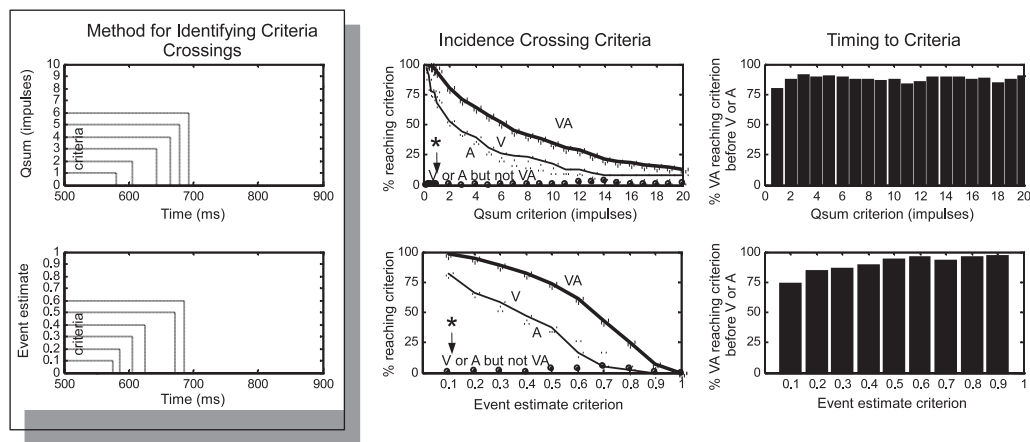 Method for Identifying Criteria
Crossings
Qsum (impulses)
10
9
8
7
6
5
4
3
2
1
0
criteria
500 600 700 800 900
Time (ms)
Event estimate
1
0.9
0.8
0.7
0.6
0.5
0.4
0.3
0.2
0.1
0
criteria
500 600 700 800 900
Time (ms)
Incidence Crossing Criteria
% reaching criterion
100
75
50
25
0
VA
V
A
*
V or A but not VA
0 2 4 6 8 10 12 14 16 18 20
Qsum criterion (impulses)
% reaching criterion
100
75
50
25
0
VA
V
A
*
V or A but not VA
0.1 0.2 0.3 0.4 0.5 0.6 0.7 0.8 0.9 1
Event estimate criterion
Timing to Criteria
% VA reaching criterion
before V or A
100
75
50
25
0
0 2 4 6 8 10 12 14 16 18 20
Qsum criterion (impulses)
% VA reaching criterion
before V or A
100
75
50
25
0
0.1 0.2 0.3 0.4 0.5 0.6 0.7 0.8 0.9 1
Event estimate criterion